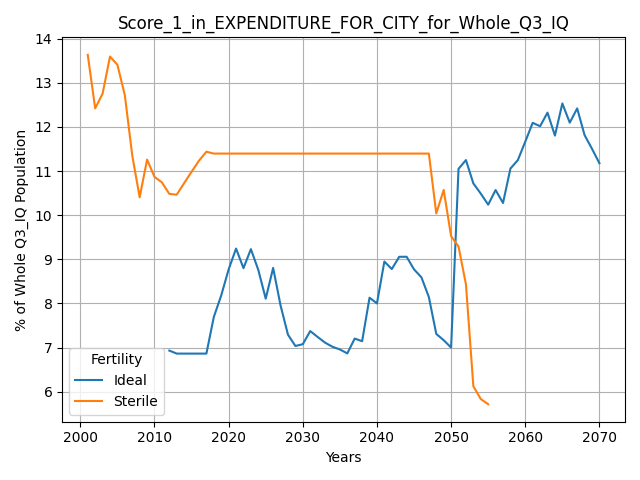 Score_1_in_EXPENDITURE_FOR_CITY_for_Whole_Q3_IQ
% of Whole Q3_IQ Population
14
13
12
11
10
9
8
7
6
Fertility
Ideal
Sterile
2000 2010 2020 2030 2040 2050 2060 2070
Years